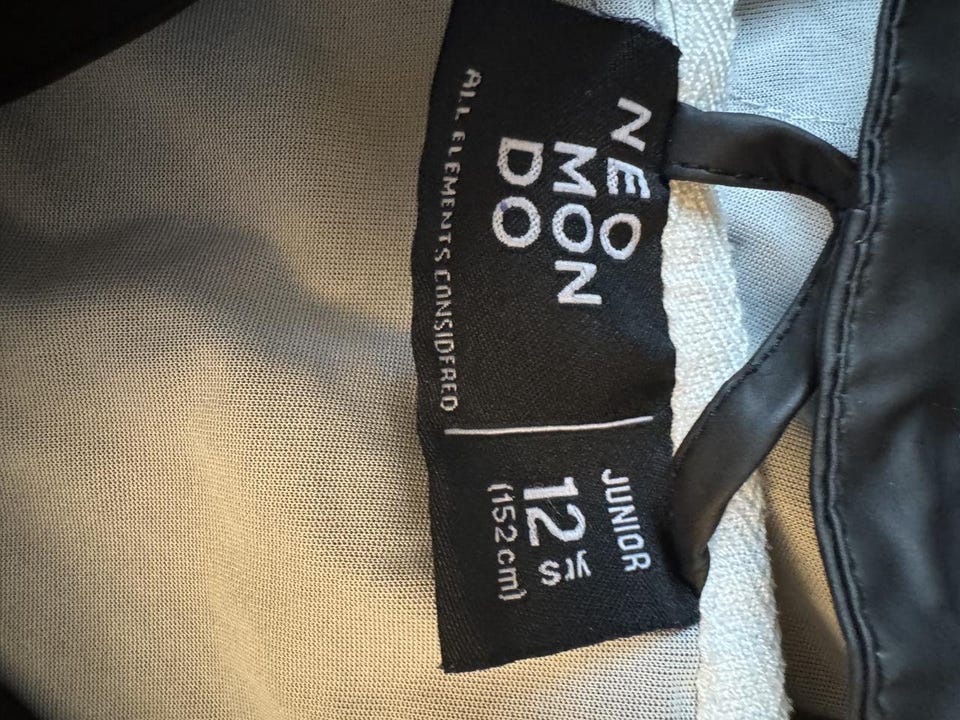 NEO
MON
DO
ALL ELEMENTS CONSIDERED
JUNIOR
12 yrs
(152 cm)